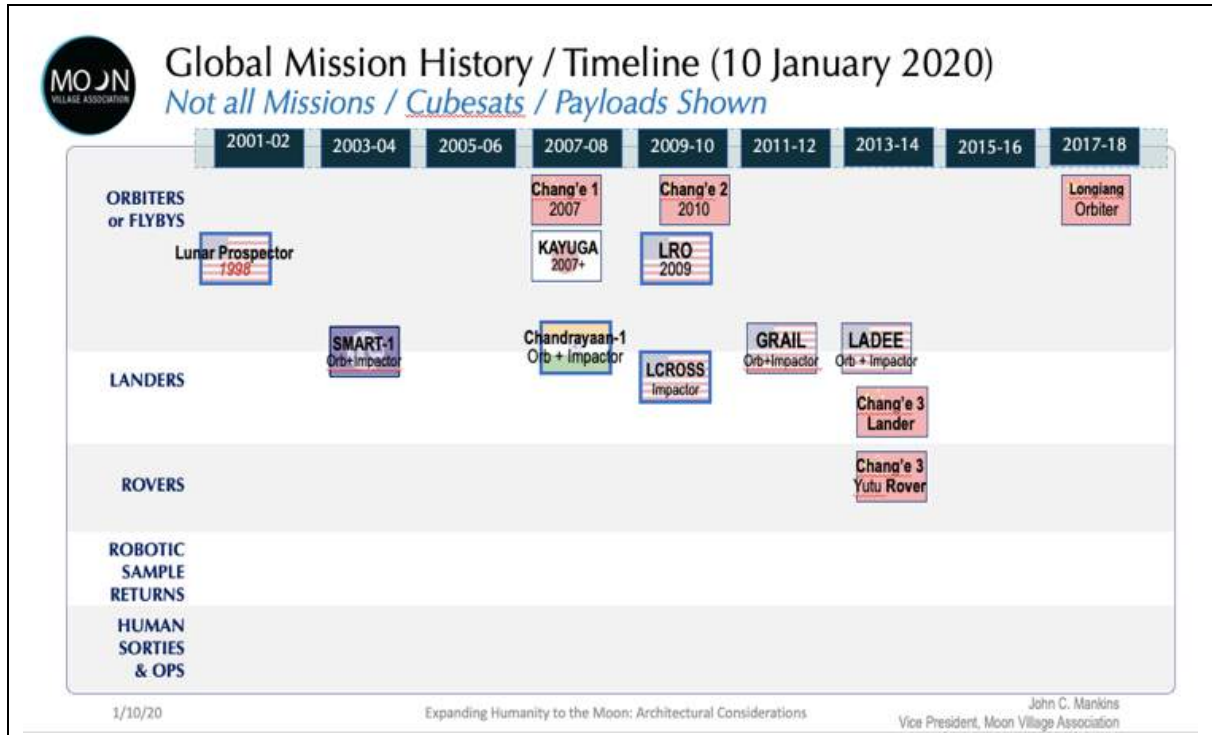 MOON
VILLAGE ASSOCIATION
Global Mission History / Timeline (10 January 2020)
Not all Missions / Cubesats / Payloads Shown
2001-02
2003-04
2005-06
2007-08
2009-10
2011-12
2013-14
2015-16
2017-18
ORBITERS
or FLYBYS
Chang'e 1
2007
Chang'e 2
2010
Longjang
Orbiter
Lunar Prospector
1998
KAYUGA
2007+
LRO
2009
SMART-1
Orb+Impactor
Chandrayaan-1
Orb + Impactor
GRAIL
Orb+Impactor
LADEE
Orb + Impactor
LANDERS
LCROSS
Impactor
Chang'e 3
Lander
ROVERS
Chang'e 3
Yutu Rover
ROBOTIC
SAMPLE
RETURNS
HUMAN
SORTIES
& OPS
1/10/20
Expanding Humanity to the Moon: Architectural Considerations
John C. Mankins
Vice President, Moon Village Association